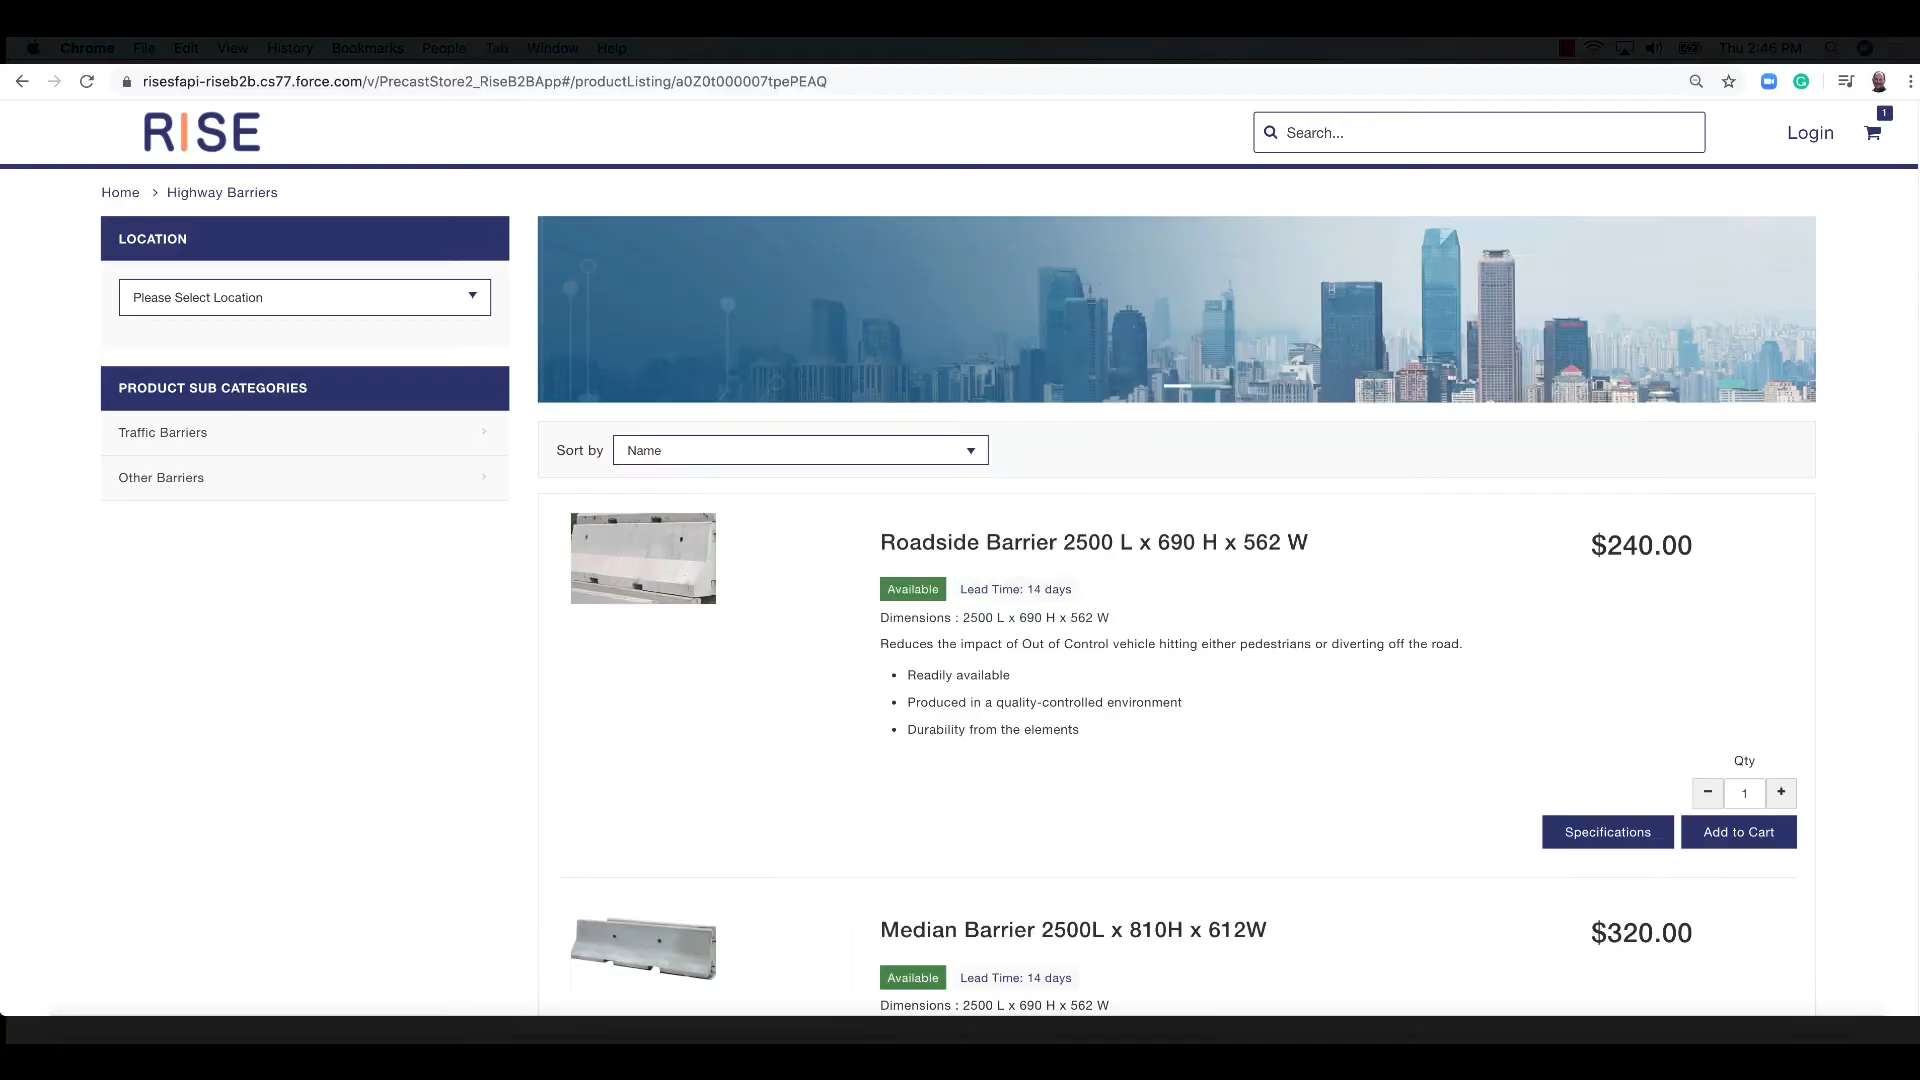 Chrome File Edit View History Bookmarks People Tab Window Help Thu 2:46 PM
risesfapi-riseb2b.cs77.force.com/v/PrecastStore2_RiseB2BApp#/productListing/a0Z0t000007tpePEAQ
RISE
Search...
Login
1
Home > Highway Barriers
LOCATION
Please Select Location
PRODUCT SUB CATEGORIES
Traffic Barriers
Other Barriers
Sort by Name
Roadside Barrier 2500 L x 690 H x 562 W
$240.00
Available Lead Time: 14 days
Dimensions : 2500 L x 690 H x 562 W
Reduces the impact of Out of Control vehicle hitting either pedestrians or diverting off the road.
• Readily available
• Produced in a quality-controlled environment
• Durability from the elements
Qty
- 1 +
Specifications Add to Cart
Median Barrier 2500L x 810H x 612W
$320.00
Available Lead Time: 14 days
Dimensions : 2500 L x 690 H x 562 W